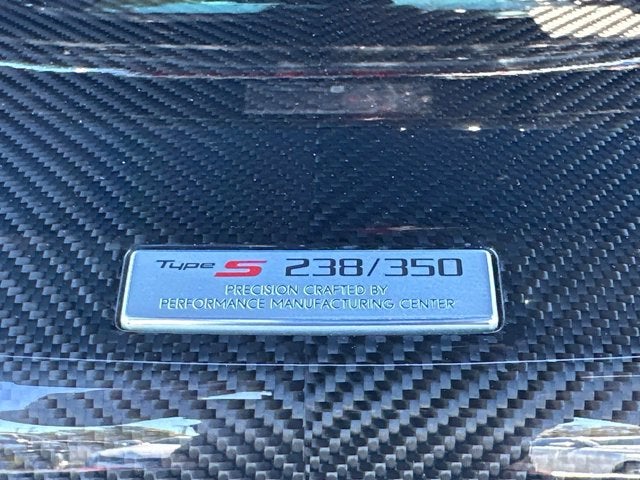 Type S 238/350
PRECISION CRAFTED BY
PERFORMANCE MANUFACTURING CENTER